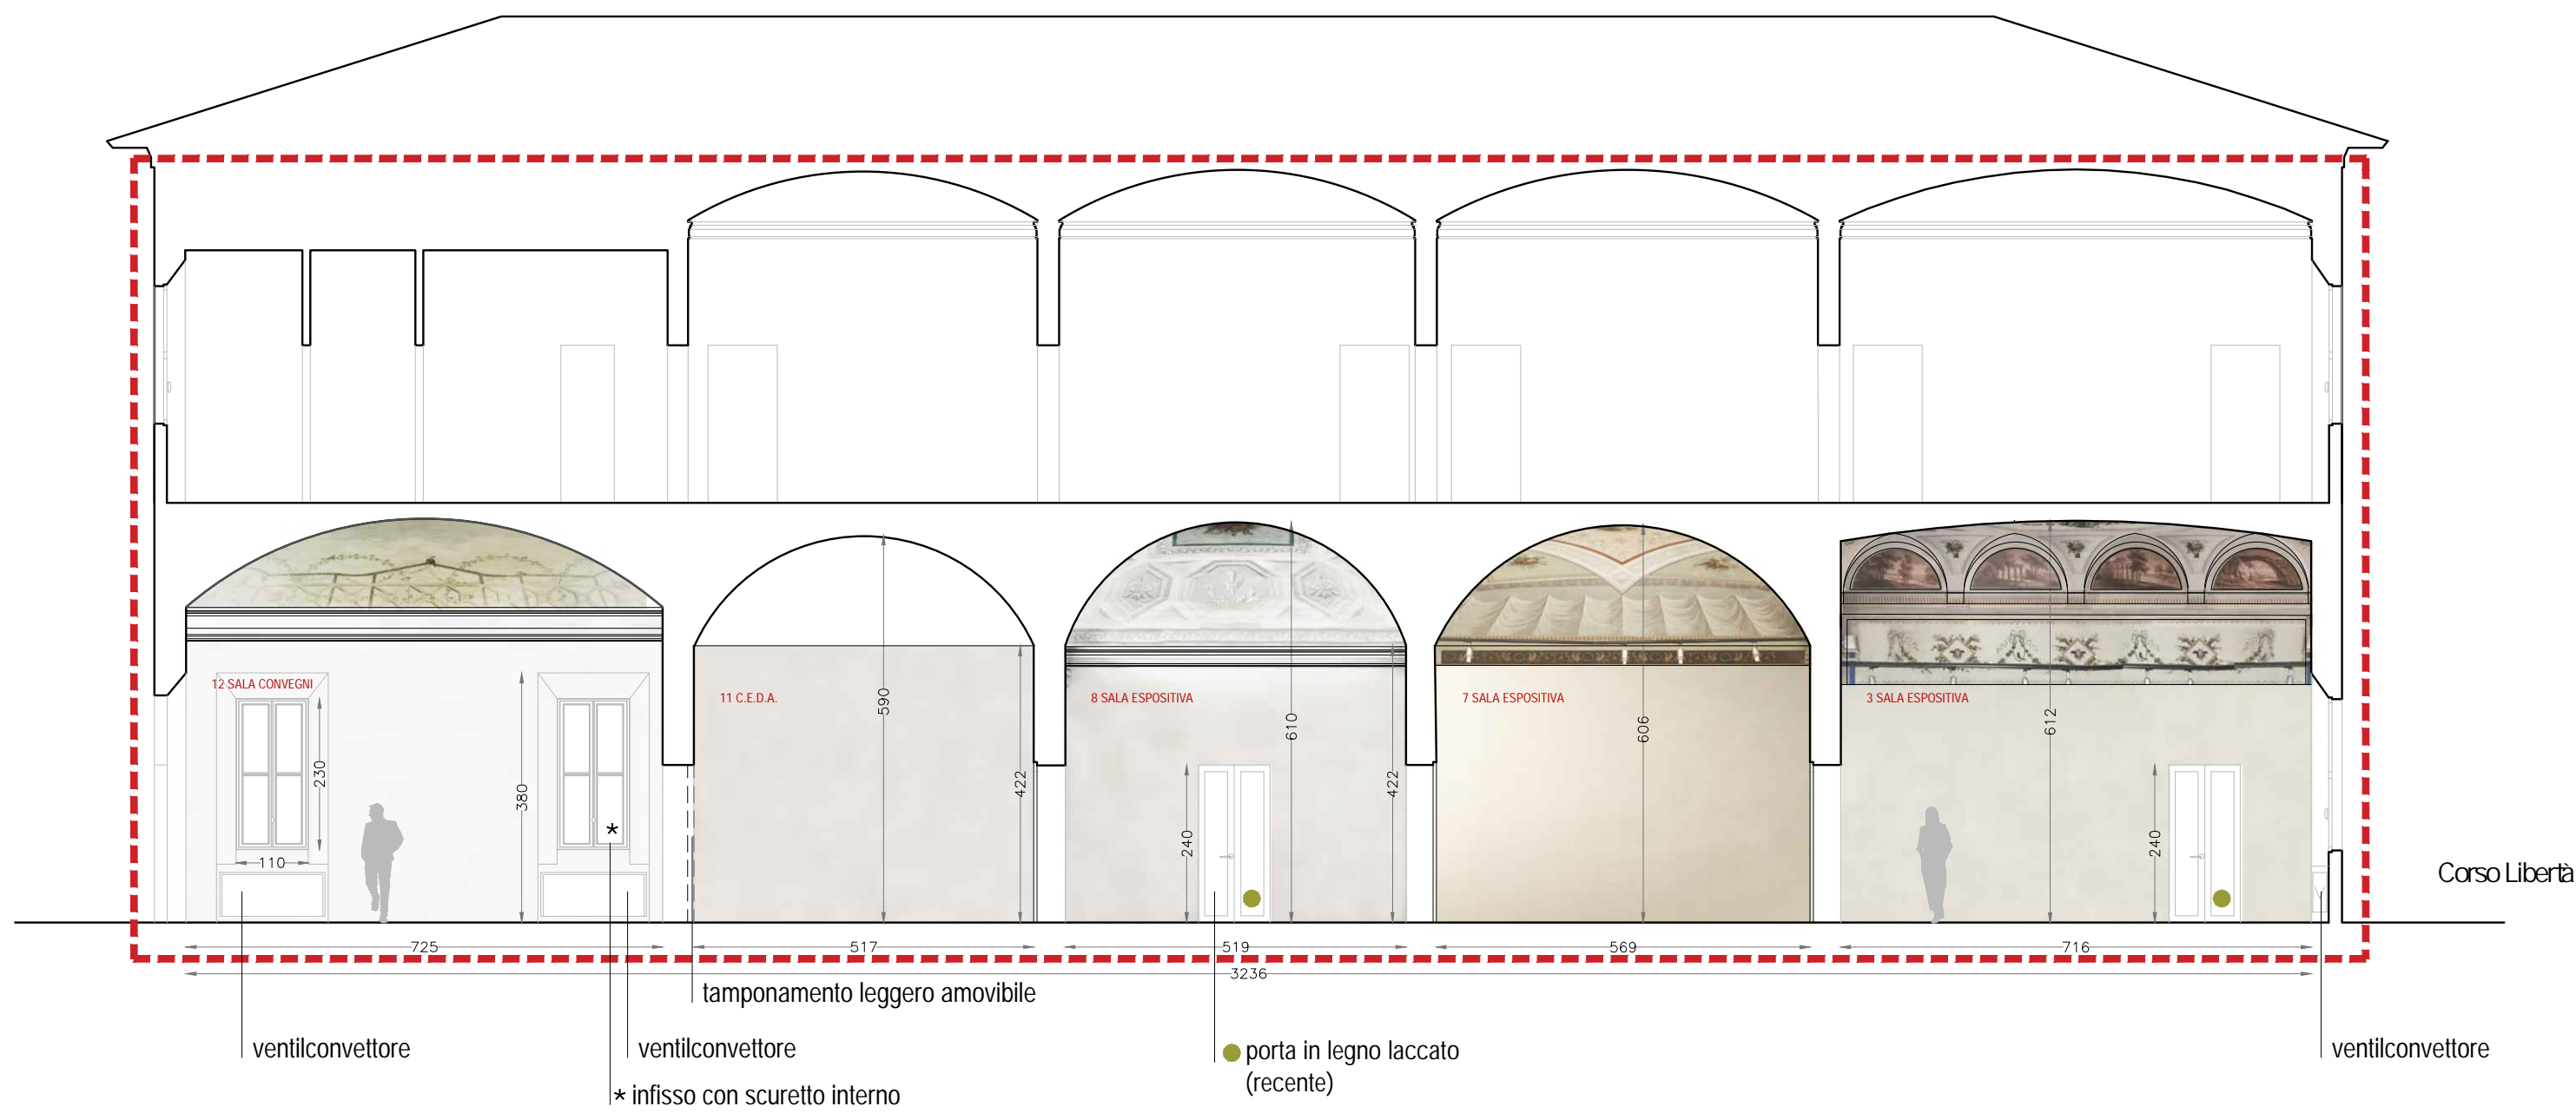 12 SALA CONVEGNI
11 C.E.D.A.
8 SALA ESPOSITIVA
7 SALA ESPOSITIVA
3 SALA ESPOSITIVA
590
610
606
612
230
380
422
422
240
240
110
*
Corso Libertà
725
517
519
569
716
3236
tamponamento leggero amovibile
ventilconvettore
ventilconvettore
porta in legno laccato
(recente)
ventilconvettore
* infisso con scuretto interno